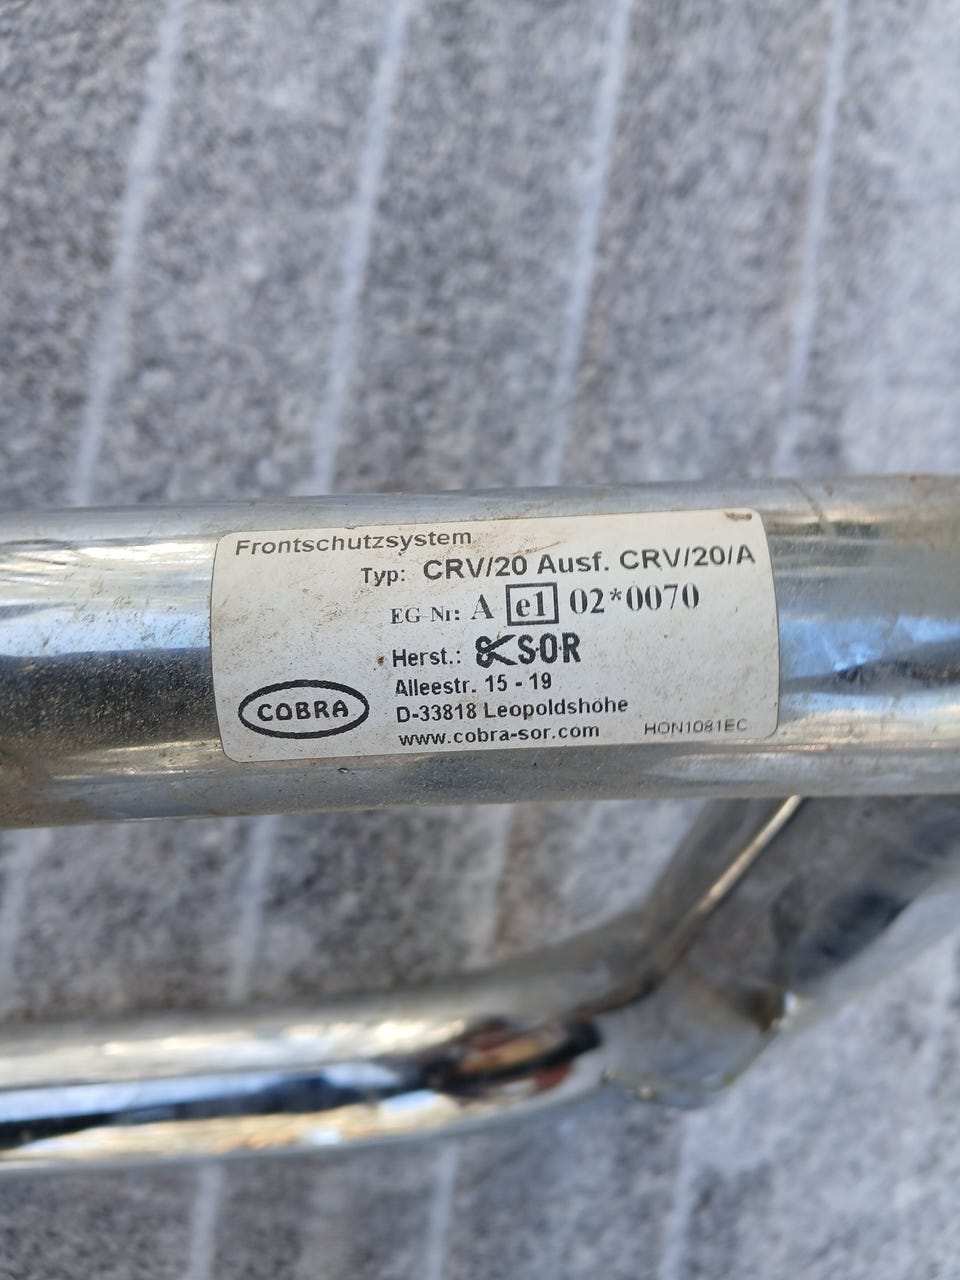 Frontschutzsystem
Typ: CRV/20 Ausf. CRV/20/A
EG-Nr: A e1 02*0070
Herst.: SOR
Alleestr. 15 - 19
D-33818 Leopoldshöhe
www.cobra-sor.com
HON1081EC
COBRA